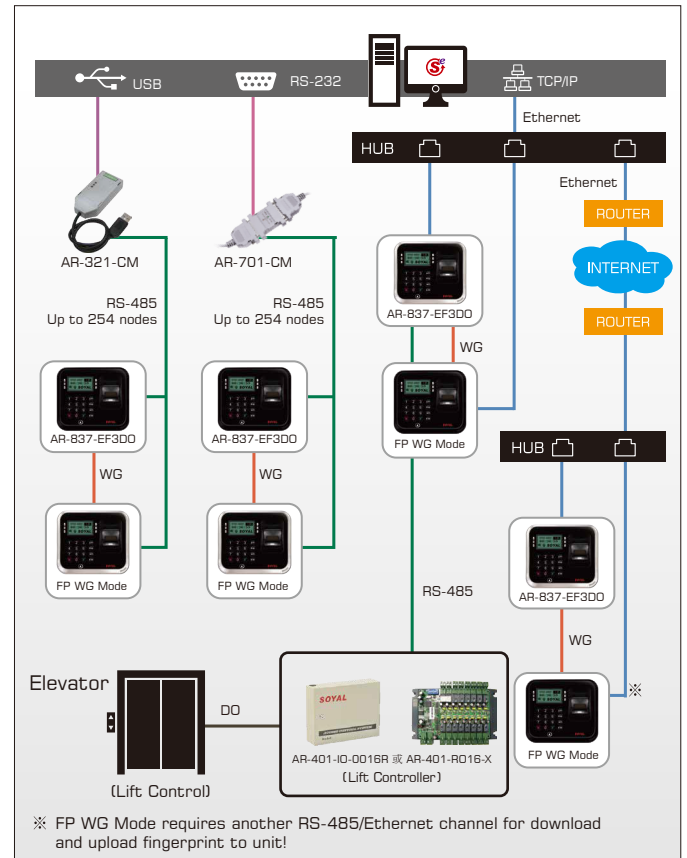 USB
RS-232
TCP/IP
Ethernet
HUB
Ethernet
ROUTER
INTERNET
ROUTER
AR-321-CM
AR-701-CM
RS-485
Up to 254 nodes
RS-485
Up to 254 nodes
AR-837-EF3DO
WG
FP WG Mode
AR-837-EF3DO
AR-837-EF3DO
WG
WG
FP WG Mode
FP WG Mode
HUB
RS-485
AR-837-EF3DO
WG
FP WG Mode
※
Elevator
DO
(Lift Control)
SOYAL
AR-401-IO-0016R 或 AR-401-RO16-X
(Lift Controller)
※ FP WG Mode requires another RS-485/Ethernet channel for download
and upload fingerprint to unit!